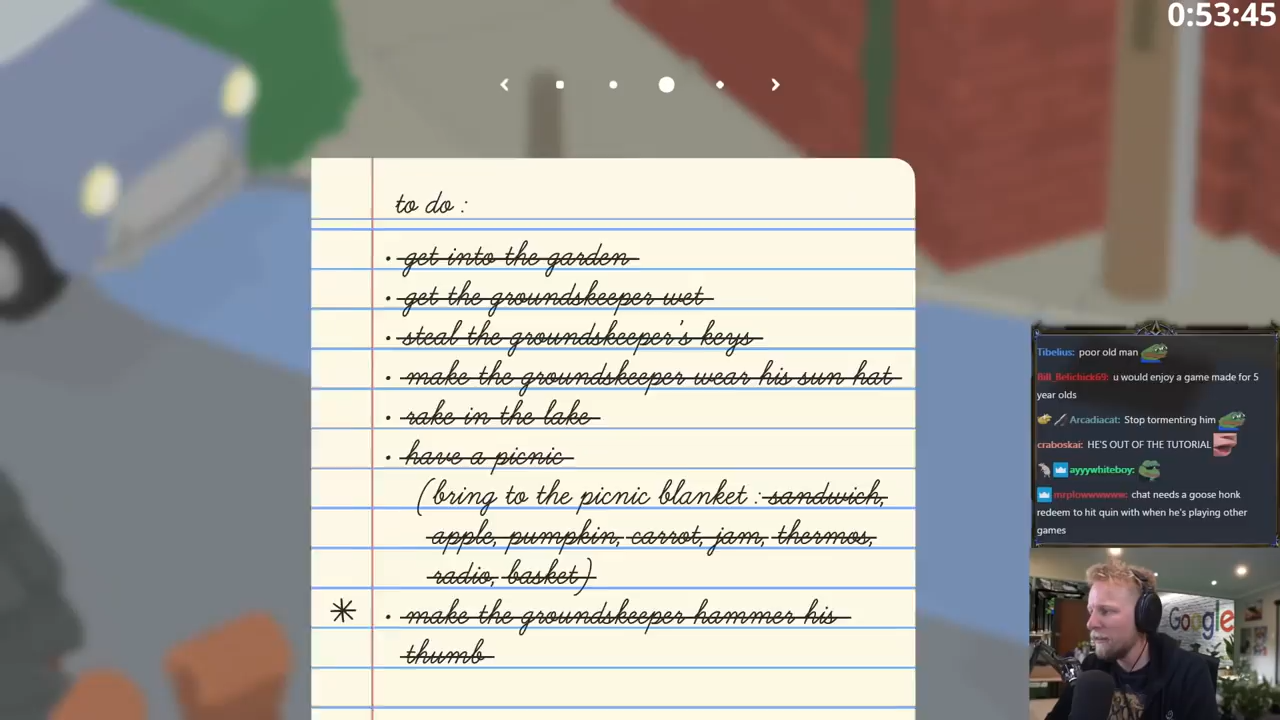 0:53:45
to do :
• get into the garden
• get the groundskeeper wet
• steal the groundskeeper's keys
• make the groundskeeper wear his sun hat
• rake in the lake
• have a picnic
(bring to the picnic blanket : sandwich,
apple, pumpkin, carrot, jam, thermos,
radio, basket)
• make the groundskeeper hammer his
thumb
Tibelius: poor old man
Bill_Belichick69: u would enjoy a game made for 5
year olds
Arcadiacat: Stop tormenting him
craboskai: HE'S OUT OF THE TUTORIAL
ayyywhiteboy:
mrplowwwwww: chat needs a goose honk
redeem to hit quin with when he's playing other
games
Google